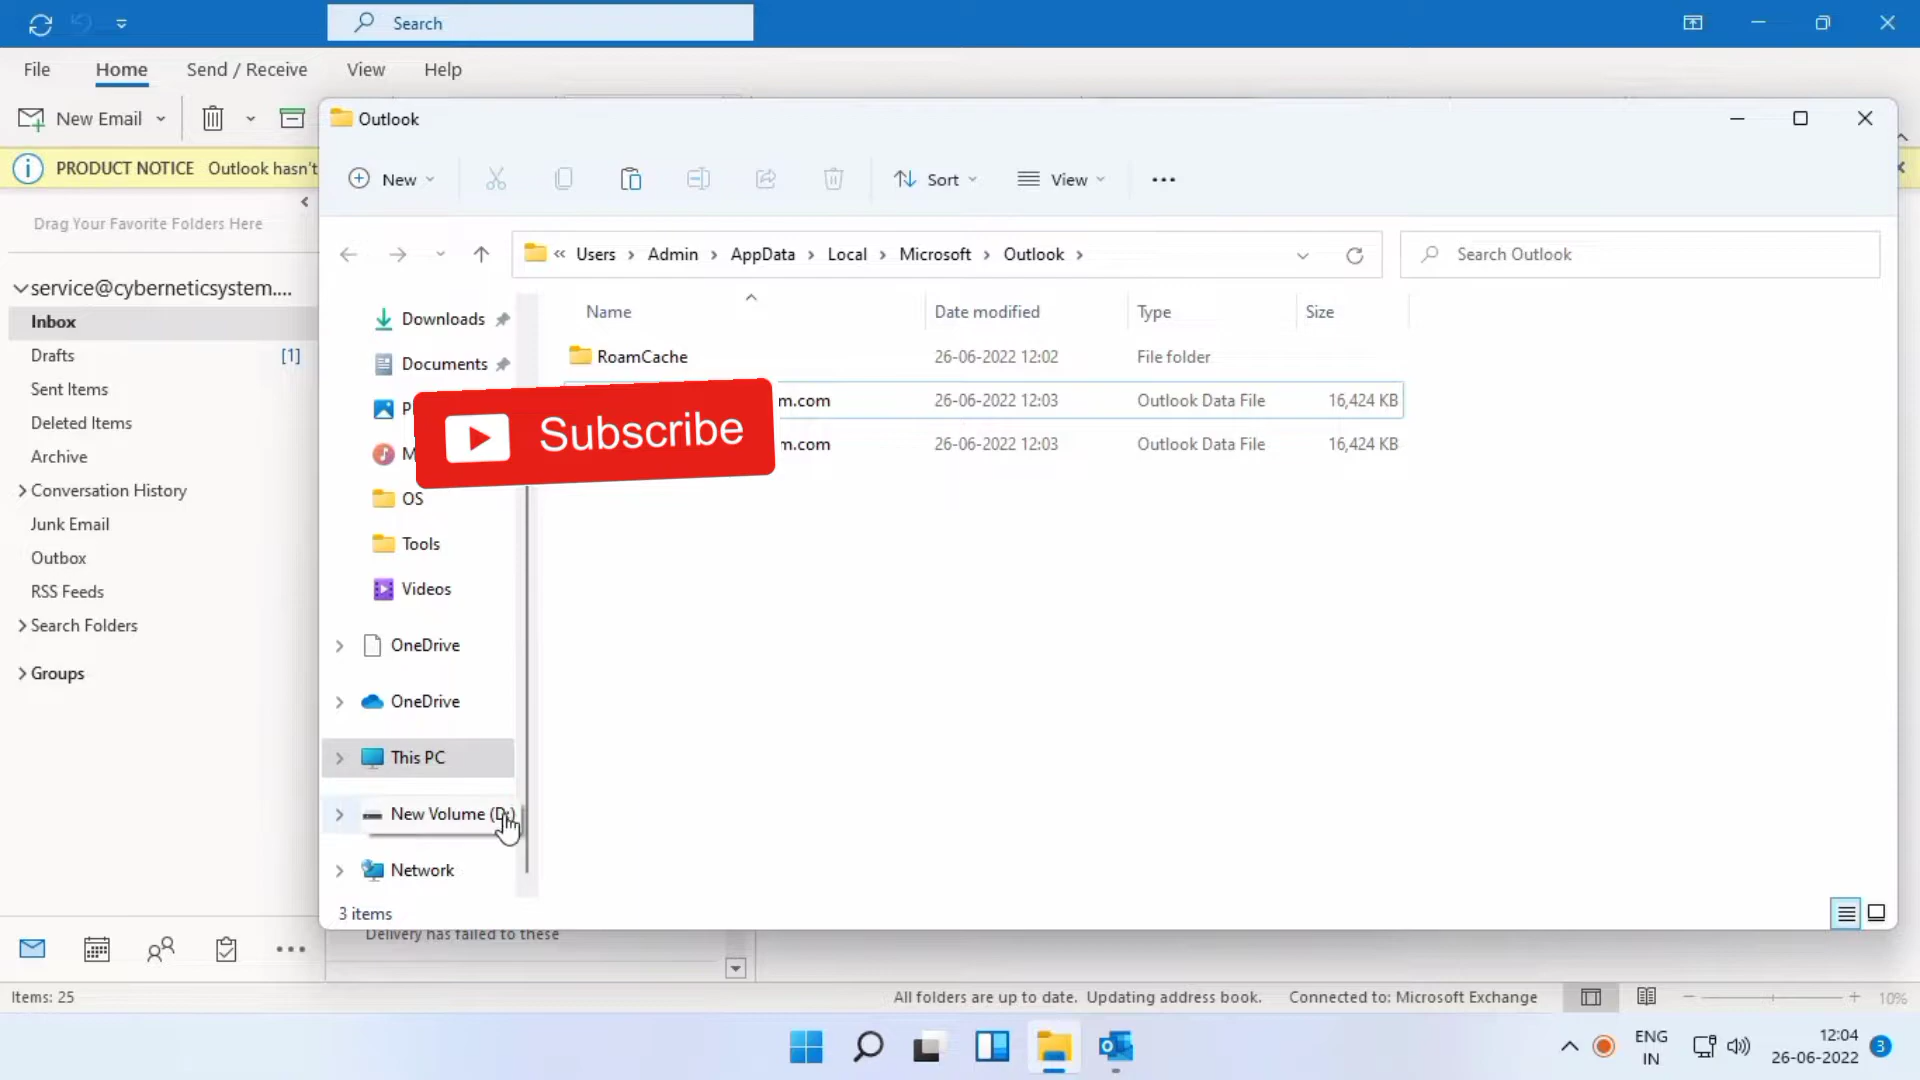 Search
File Home Send / Receive View Help
New Email
PRODUCT NOTICE Outlook hasn't
Drag Your Favorite Folders Here
service@cyberneticsystem....
Inbox
Drafts [1]
Sent Items
Deleted Items
Archive
Conversation History
Junk Email
Outbox
RSS Feeds
Search Folders
Groups
Items: 25
Outlook
New Sort View
« Users › Admin › AppData › Local › Microsoft › Outlook ›
Search Outlook
Downloads
Documents
P
M
OS
Tools
Videos
OneDrive
OneDrive
This PC
New Volume (D:)
Network
Name Date modified Type Size
RoamCache 26-06-2022 12:02 File folder
m.com 26-06-2022 12:03 Outlook Data File 16,424 KB
m.com 26-06-2022 12:03 Outlook Data File 16,424 KB
Subscribe
3 items
Delivery has failed to these
All folders are up to date. Updating address book. Connected to: Microsoft Exchange 10%
ENG
IN
12:04
26-06-2022
3